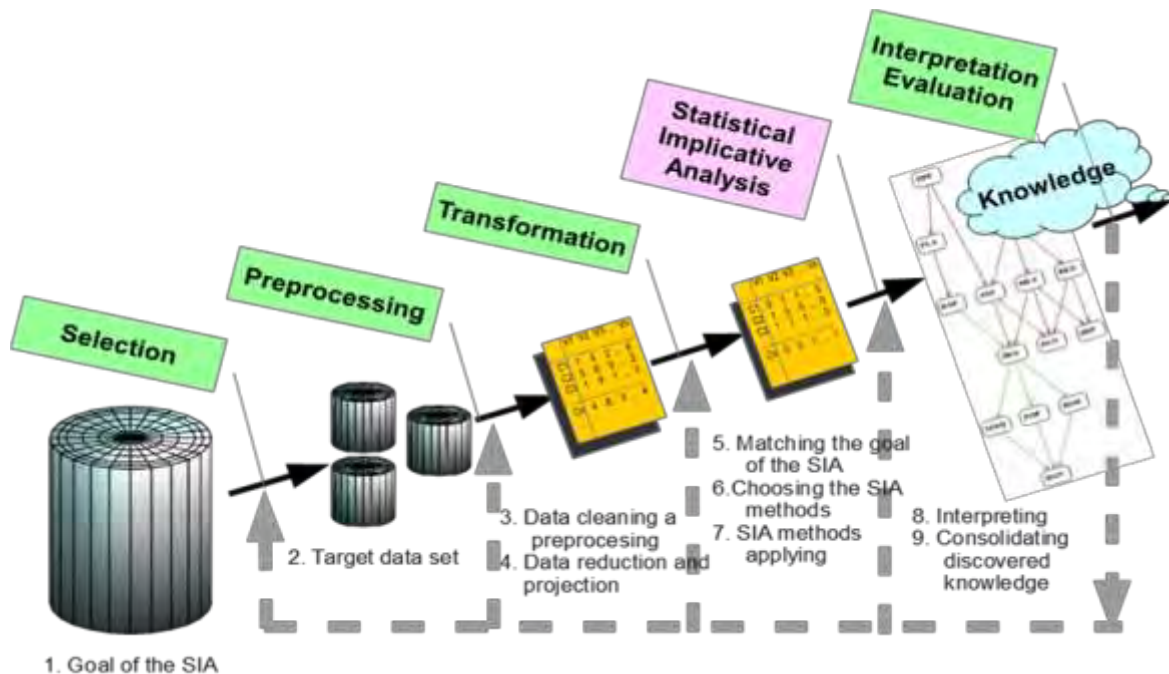 Interpretation
Evaluation
Statistical
Implicative
Analysis
Transformation
Preprocessing
Selection
Knowledge
1. Goal of the SIA
2. Target data set
3. Data cleaning a
preprocesing
4. Data reduction and
projection
5. Matching the goal
of the SIA
6.Choosing the SIA
methods
7. SIA methods
applying
8. Interpreting
9. Consolidating
discovered
knowledge